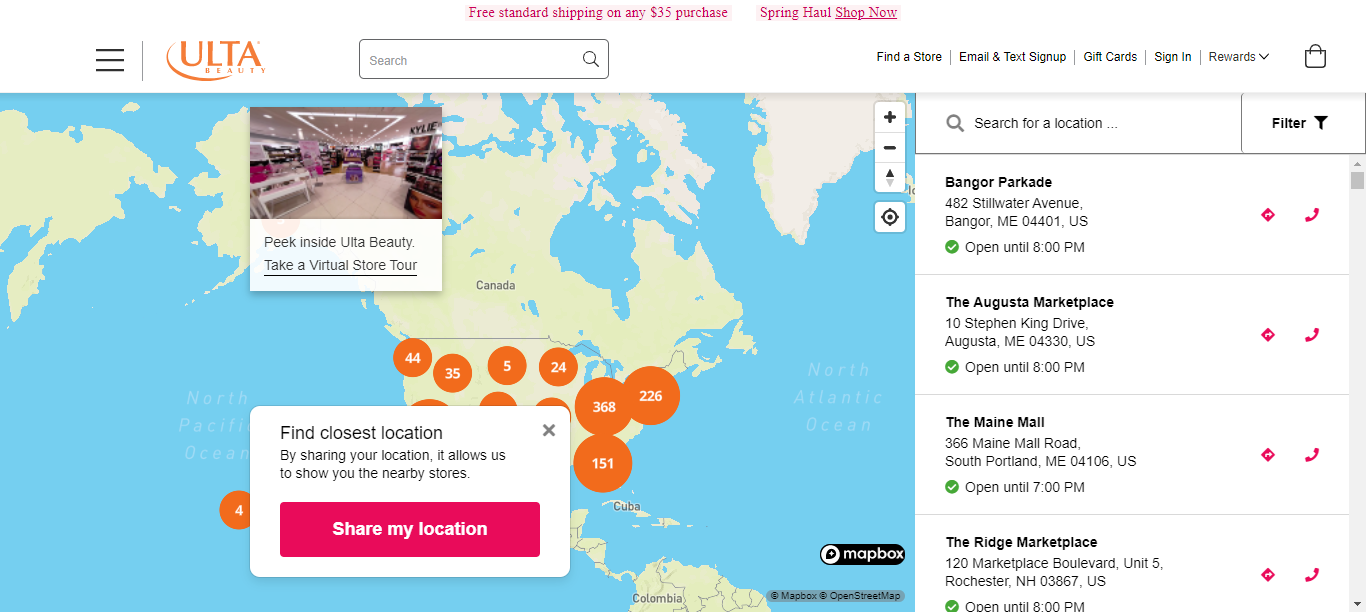 Free standard shipping on any $35 purchase
Spring Haul Shop Now
ULTA
BEAUTY
Search
Find a Store
Email & Text Signup
Gift Cards
Sign In
Rewards
KYLIE
Peek inside Ulta Beauty.
Take a Virtual Store Tour
Canada
44
35
5
24
368
226
151
4
North
Pacific
Ocean
North
Atlantic
Ocean
Cuba
Colombia
Find closest location
By sharing your location, it allows us
to show you the nearby stores.
Share my location
mapbox
© Mapbox © OpenStreetMap
Search for a location ...
Filter
Bangor Parkade
482 Stillwater Avenue,
Bangor, ME 04401, US
Open until 8:00 PM
The Augusta Marketplace
10 Stephen King Drive,
Augusta, ME 04330, US
Open until 8:00 PM
The Maine Mall
366 Maine Mall Road,
South Portland, ME 04106, US
Open until 7:00 PM
The Ridge Marketplace
120 Marketplace Boulevard, Unit 5,
Rochester, NH 03867, US
Open until 8:00 PM